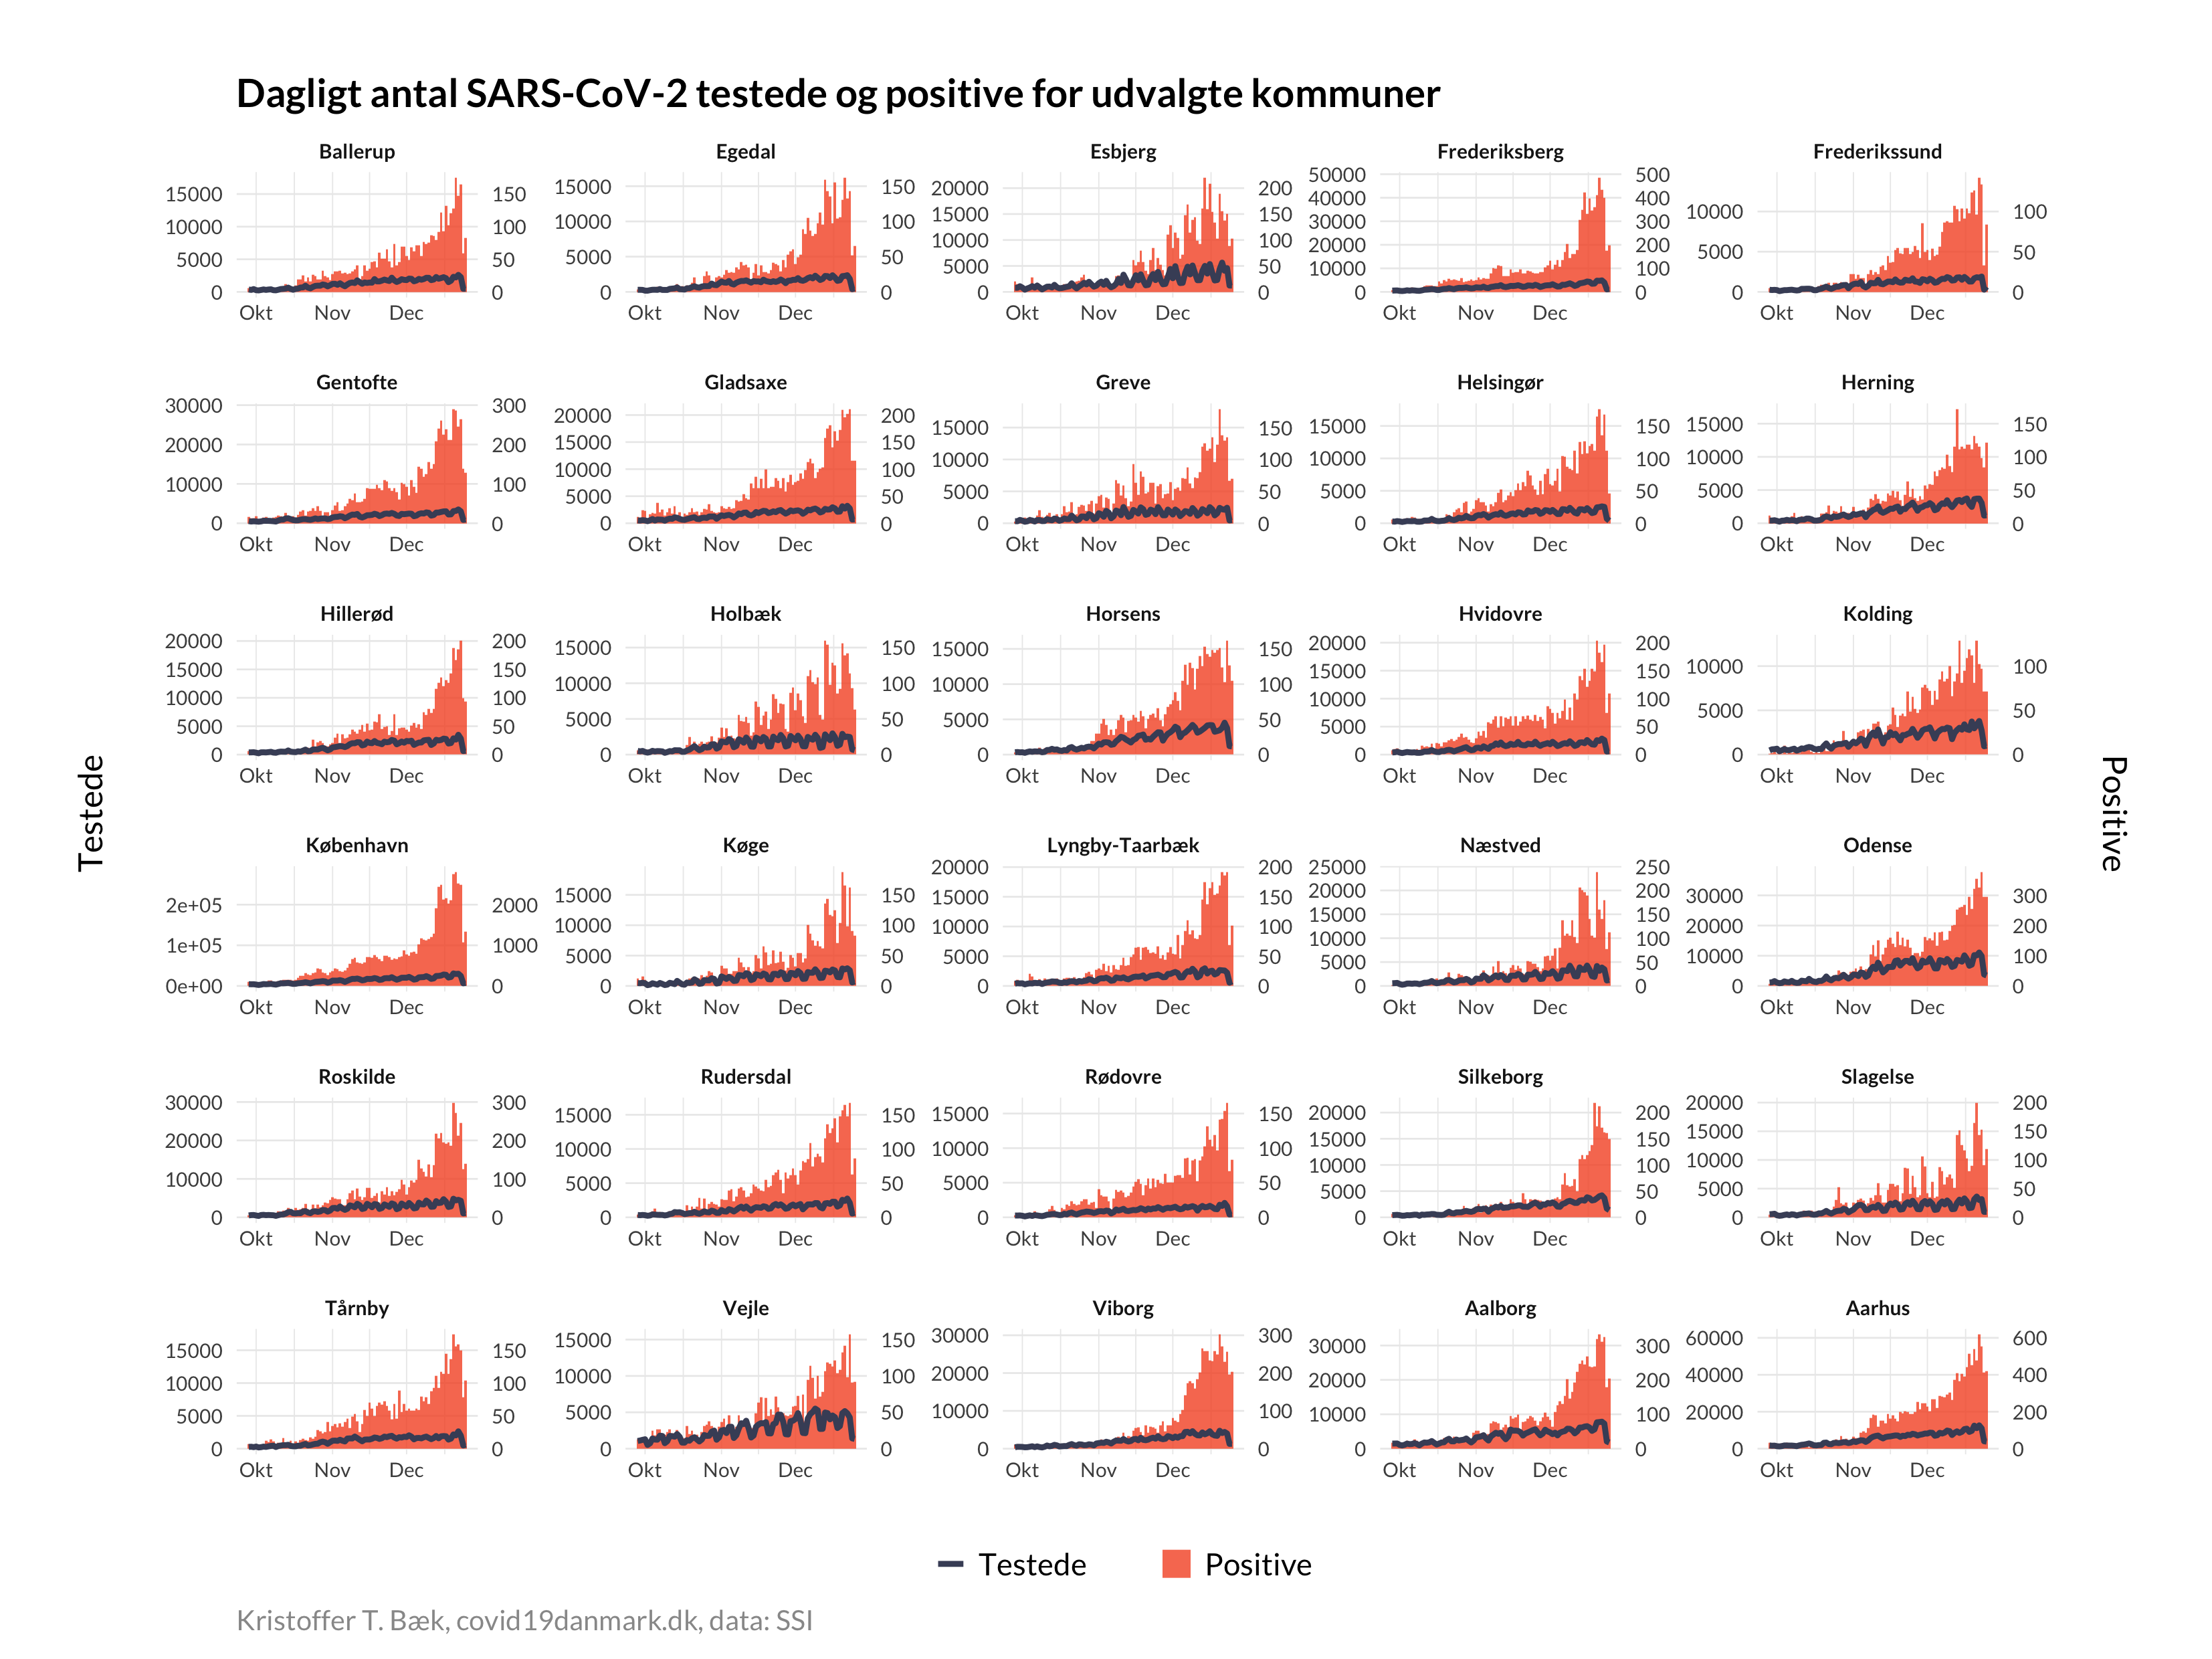 Dagligt antal SARS-CoV-2 testede og positive for udvalgte kommuner
Ballerup Egedal Esbjerg Frederiksberg Frederikssund
15000 10000 5000 0 150 100 50 0 Okt Nov Dec
15000 10000 5000 0 150 100 50 0 Okt Nov Dec
20000 15000 10000 5000 0 200 150 100 50 0 Okt Nov Dec
50000 40000 30000 20000 10000 0 500 400 300 200 100 0 Okt Nov Dec
10000 5000 0 100 50 0 Okt Nov Dec
Gentofte Gladsaxe Greve Helsingør Herning
30000 20000 10000 0 300 200 100 0 Okt Nov Dec
20000 15000 10000 5000 0 200 150 100 50 0 Okt Nov Dec
15000 10000 5000 0 150 100 50 0 Okt Nov Dec
15000 10000 5000 0 150 100 50 0 Okt Nov Dec
15000 10000 5000 0 150 100 50 0 Okt Nov Dec
Hillerød Holbæk Horsens Hvidovre Kolding
20000 15000 10000 5000 0 200 150 100 50 0 Okt Nov Dec
15000 10000 5000 0 150 100 50 0 Okt Nov Dec
15000 10000 5000 0 150 100 50 0 Okt Nov Dec
20000 15000 10000 5000 0 200 150 100 50 0 Okt Nov Dec
10000 5000 0 100 50 0 Okt Nov Dec
Testede
Positive
København Køge Lyngby-Taarbæk Næstved Odense
2e+05 1e+05 0e+00 2000 1000 0 Okt Nov Dec
15000 10000 5000 0 150 100 50 0 Okt Nov Dec
20000 15000 10000 5000 0 200 150 100 50 0 Okt Nov Dec
25000 20000 15000 10000 5000 0 250 200 150 100 50 0 Okt Nov Dec
30000 20000 10000 0 300 200 100 0 Okt Nov Dec
Roskilde Rudersdal Rødovre Silkeborg Slagelse
30000 20000 10000 0 300 200 100 0 Okt Nov Dec
15000 10000 5000 0 150 100 50 0 Okt Nov Dec
15000 10000 5000 0 150 100 50 0 Okt Nov Dec
20000 15000 10000 5000 0 200 150 100 50 0 Okt Nov Dec
20000 15000 10000 5000 0 200 150 100 50 0 Okt Nov Dec
Tårnby Vejle Viborg Aalborg Aarhus
15000 10000 5000 0 150 100 50 0 Okt Nov Dec
15000 10000 5000 0 150 100 50 0 Okt Nov Dec
30000 20000 10000 0 300 200 100 0 Okt Nov Dec
30000 20000 10000 0 300 200 100 0 Okt Nov Dec
60000 40000 20000 0 600 400 200 0 Okt Nov Dec
Testede Positive
Kristoffer T. Bæk, covid19danmark.dk, data: SSI